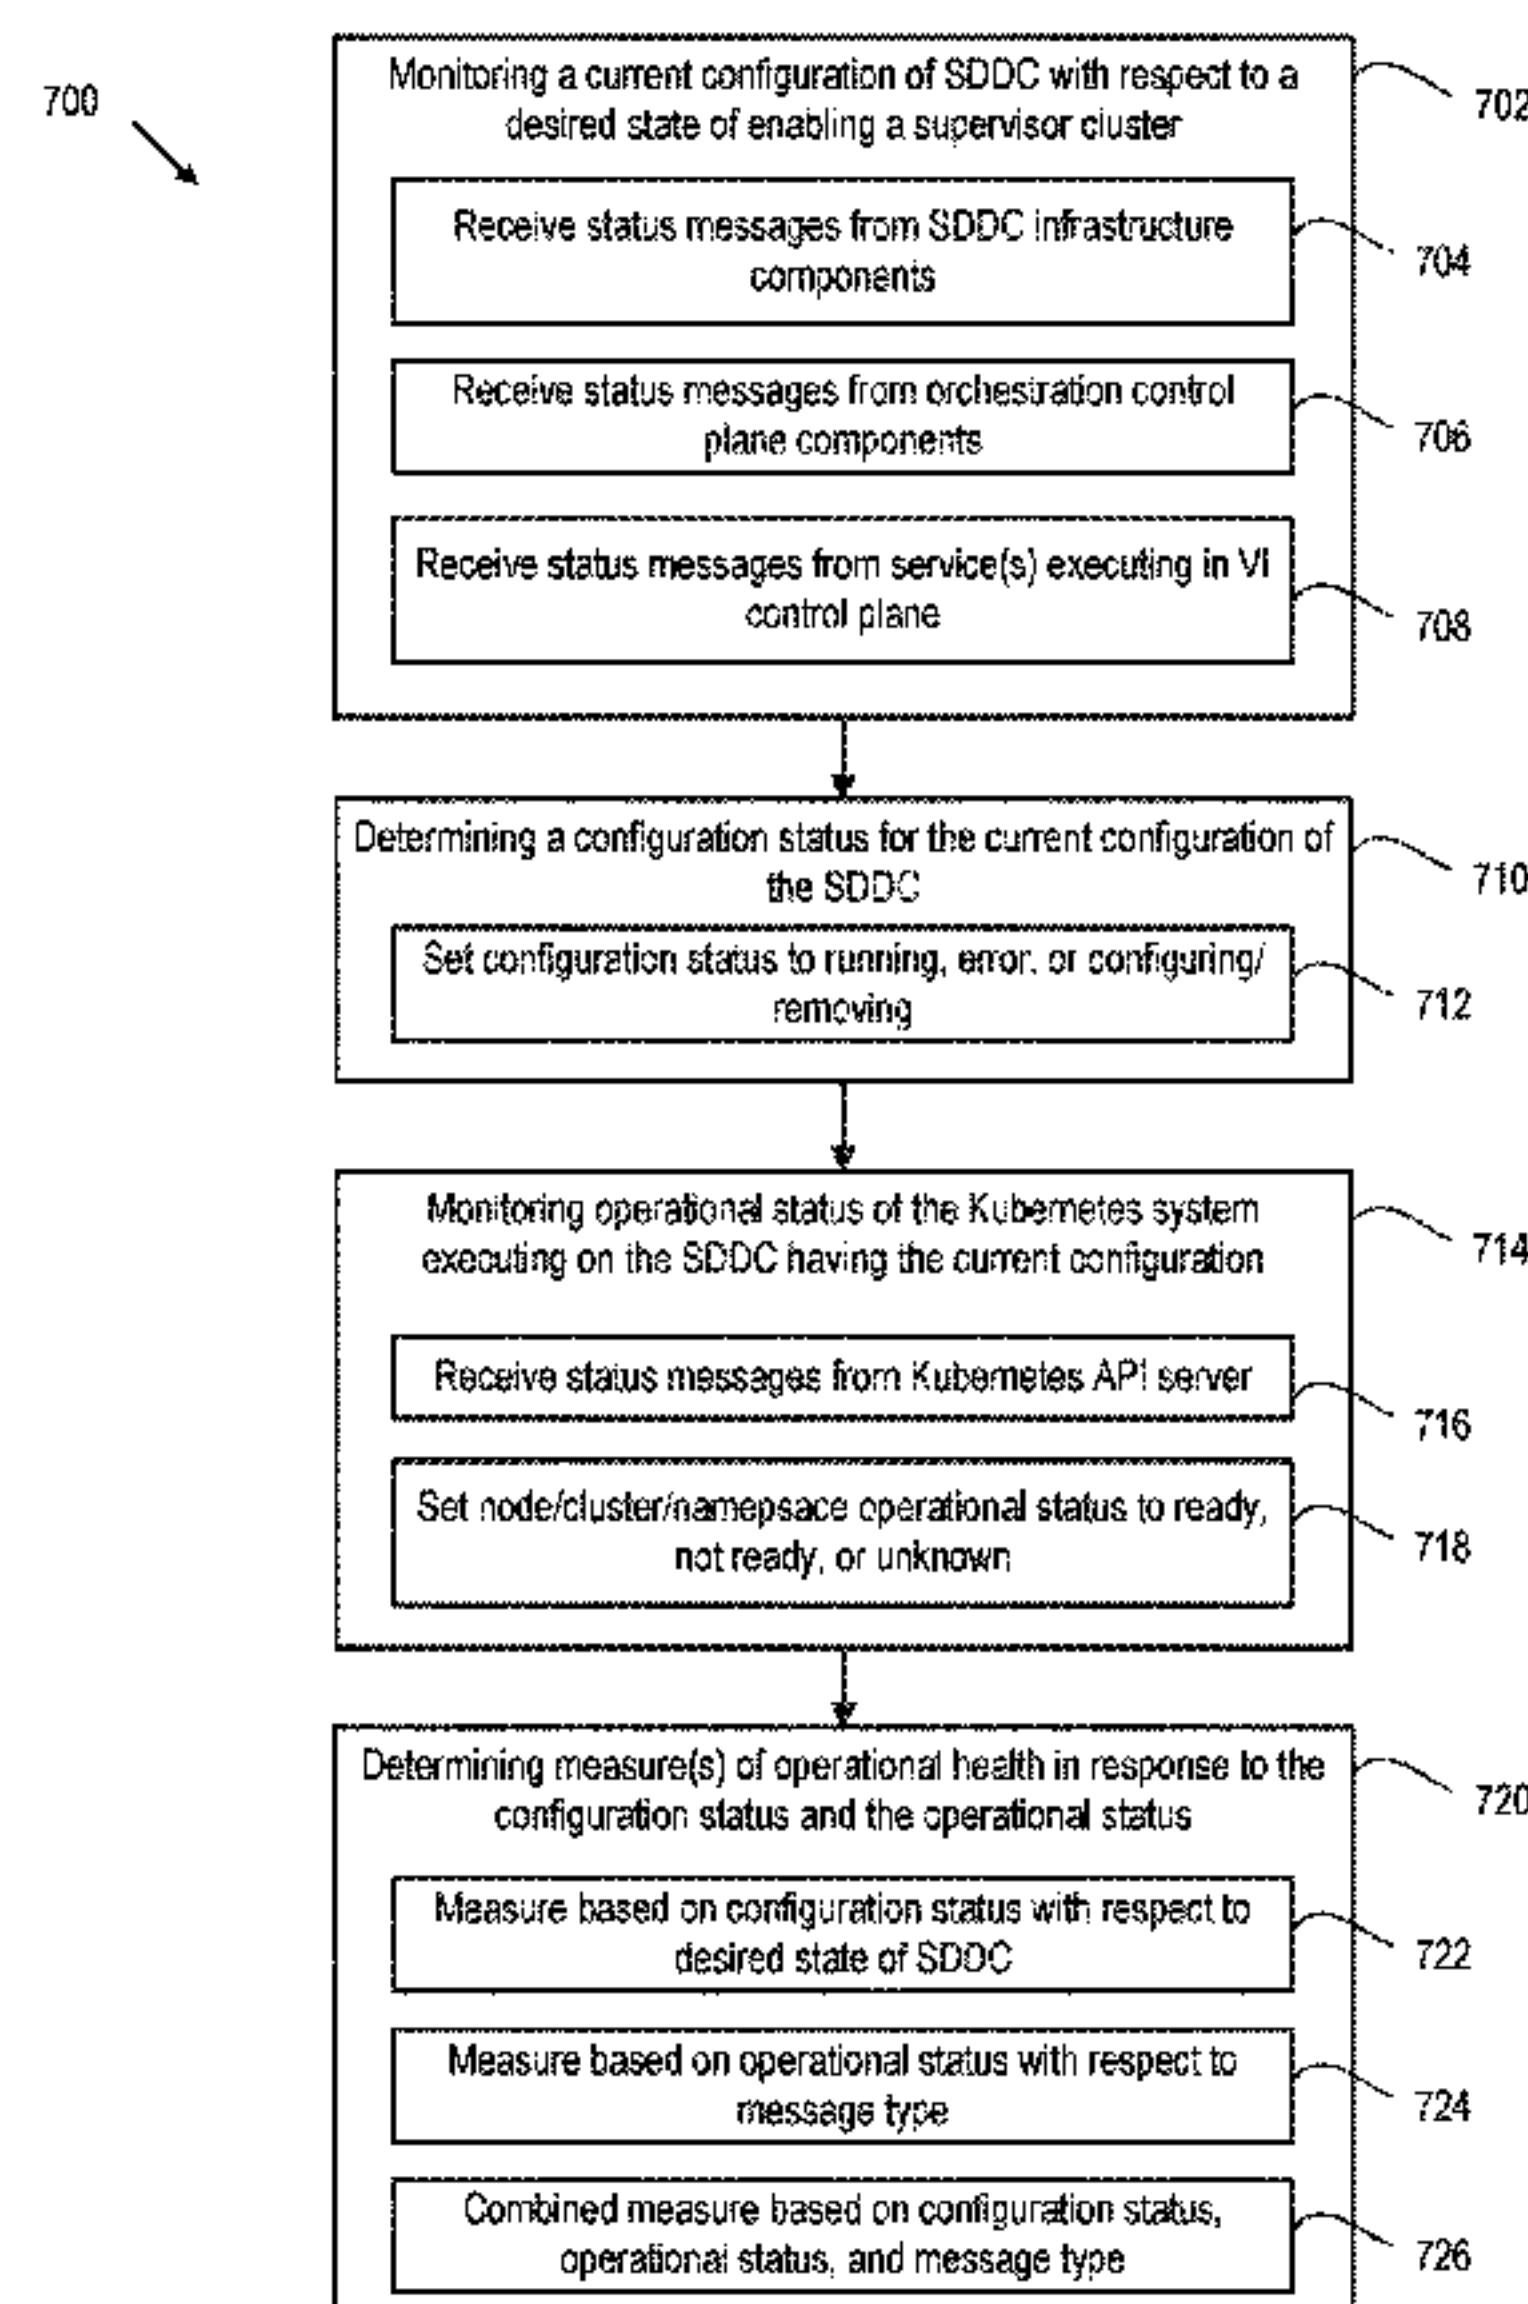 700
Monitoring a current configuration of SDDC with respect to a
desired state of enabling a supervisor cluster
702
Receive status messages from SDDC infrastructure
components
704
Receive status messages from orchestration control
plane components
706
Receive status messages from service(s) executing in VI
control plane
708
Determining a configuration status for the current configuration of
the SDDC
710
Set configuration status to running, error, or configuring/
removing
712
Monitoring operational status of the Kubernetes system
executing on the SDDC having the current configuration
714
Receive status messages from Kubernetes API server
716
Set node/cluster/namepsace operational status to ready,
not ready, or unknown
718
Determining measure(s) of operational health in response to the
configuration status and the operational status
720
Measure based on configuration status with respect to
desired state of SDDC
722
Measure based on operational status with respect to
message type
724
Combined measure based on configuration status,
operational status, and message type
726